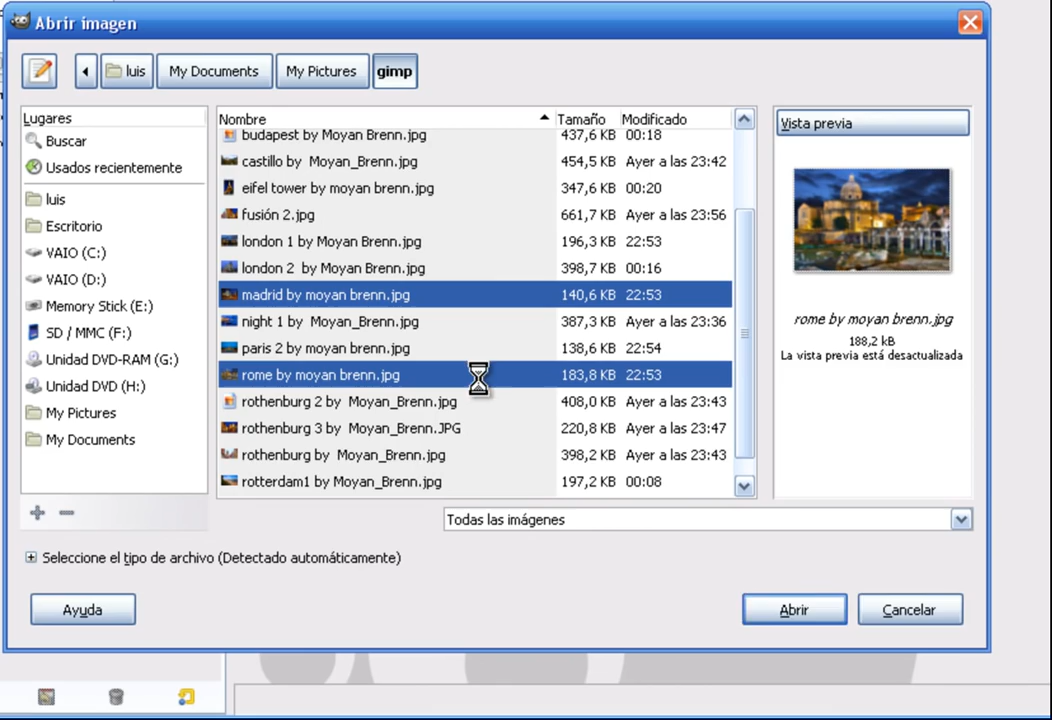 Abrir imagen
luis
My Documents
My Pictures
gimp
Lugares
Buscar
Usados recientemente
luis
Escritorio
VAIO (C:)
VAIO (D:)
Memory Stick (E:)
SD / MMC (F:)
Unidad DVD-RAM (G:)
Unidad DVD (H:)
My Pictures
My Documents
Nombre Tamaño Modificado
budapest by Moyan Brenn.jpg 437,6 KB 00:18
castillo by Moyan_Brenn.jpg 454,5 KB Ayer a las 23:42
eifel tower by moyan brenn.jpg 347,6 KB 00:20
fusión 2.jpg 661,7 KB Ayer a las 23:56
london 1 by Moyan Brenn.jpg 196,3 KB 22:53
london 2 by Moyan Brenn.jpg 398,7 KB 00:16
madrid by moyan brenn.jpg 140,6 KB 22:53
night 1 by Moyan_Brenn.jpg 387,3 KB Ayer a las 23:36
paris 2 by moyan brenn.jpg 138,6 KB 22:54
rome by moyan brenn.jpg 183,8 KB 22:53
rothenburg 2 by Moyan_Brenn.jpg 408,0 KB Ayer a las 23:43
rothenburg 3 by Moyan_Brenn.JPG 220,8 KB Ayer a las 23:47
rothenburg by Moyan_Brenn.jpg 398,2 KB Ayer a las 23:43
rotterdam1 by Moyan_Brenn.jpg 197,2 KB 00:08
Vista previa
rome by moyan brenn.jpg
188,2 kB
La vista previa está desactualizada
Todas las imágenes
Seleccione el tipo de archivo (Detectado automáticamente)
Ayuda
Abrir
Cancelar